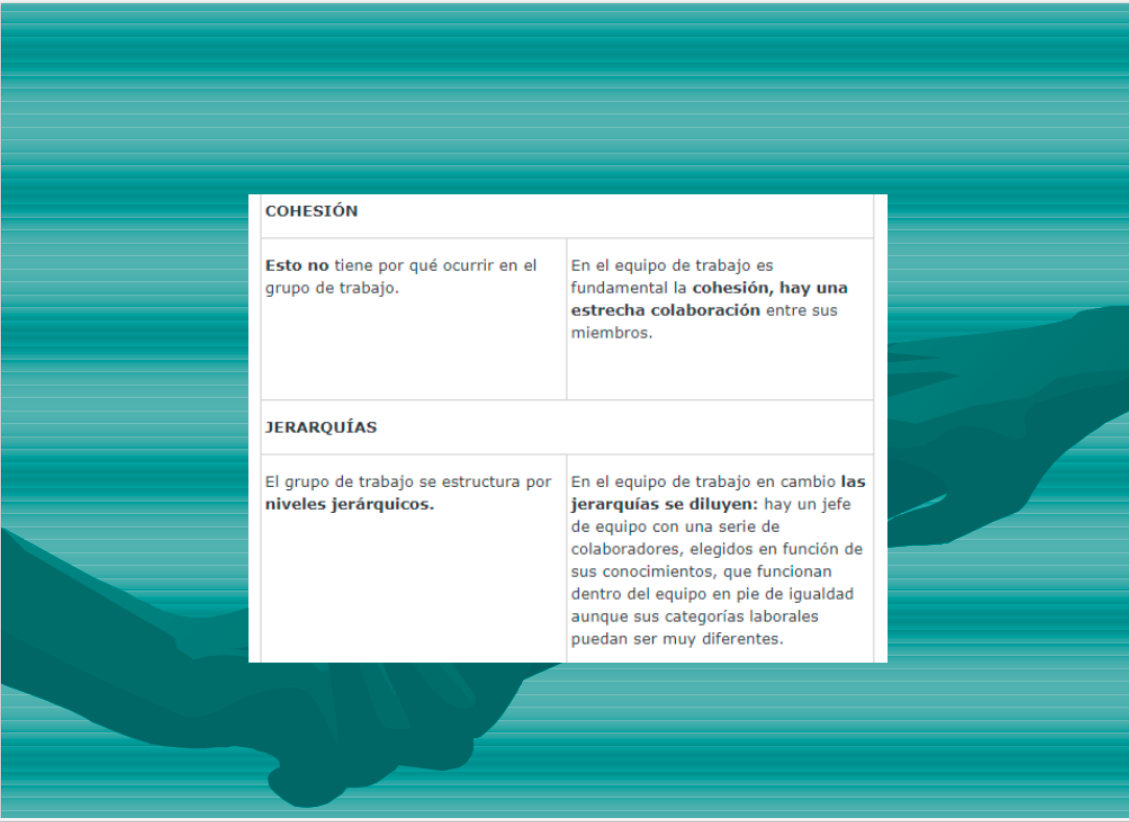 COHESIÓN
Esto no tiene por qué ocurrir en el
grupo de trabajo.
En el equipo de trabajo es
fundamental la cohesión, hay una
estrecha colaboración entre sus
miembros.
JERARQUÍAS
El grupo de trabajo se estructura por
niveles jerárquicos.
En el equipo de trabajo en cambio las
jerarquías se diluyen: hay un jefe
de equipo con una serie de
colaboradores, elegidos en función de
sus conocimientos, que funcionan
dentro del equipo en pie de igualdad
aunque sus categorías laborales
puedan ser muy diferentes.